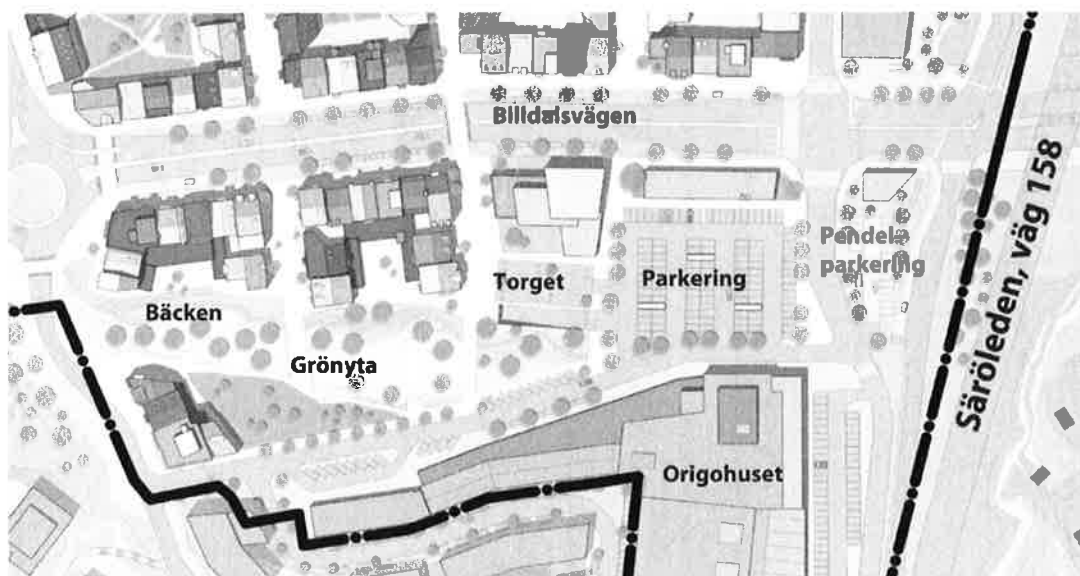 Billdalsvägen
Pendel-
parkering
Torget
Parkering
Bäcken
Grönyta
Origohuset
Säröleden, väg 158